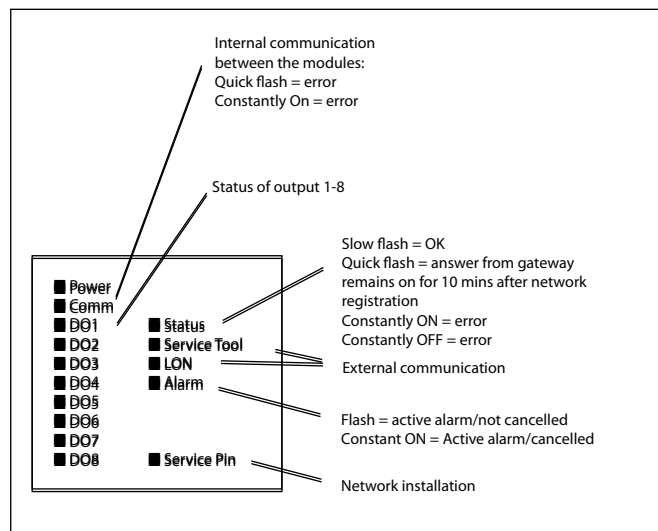 Internal communication
between the modules:
Quick flash = error
Constantly On = error
Status of output 1-8
Slow flash = OK
Quick flash = answer from gateway
remains on for 10 mins after network
registration
Constantly ON = error
Constantly OFF = error
External communication
Flash = active alarm/not cancelled
Constant ON = Active alarm/cancelled
Network installation
Power
Comm
DO1
DO2
DO3
DO4
DO5
DO6
DO7
DO8
Status
Service Tool
LON
Alarm
Service Pin